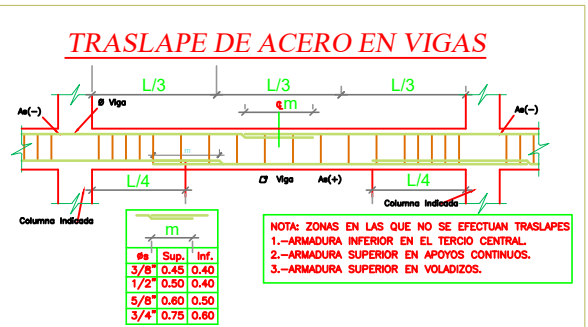 TRASLAPE DE ACERO EN VIGAS
L/3 L/3 L/3
Ø Viga
m
As(-) As(-)
m
Viga As(+)
L/4 L/4
Columna Indicada Columna Indicada
m
Øs Sup. Inf.
3/8" 0.45 0.40
1/2" 0.50 0.40
5/8" 0.60 0.50
3/4" 0.75 0.60
NOTA: ZONAS EN LAS QUE NO SE EFECTUAN TRASLAPES
1.-ARMADURA INFERIOR EN EL TERCIO CENTRAL.
2.-ARMADURA SUPERIOR EN APOYOS CONTINUOS.
3.-ARMADURA SUPERIOR EN VOLADIZOS.